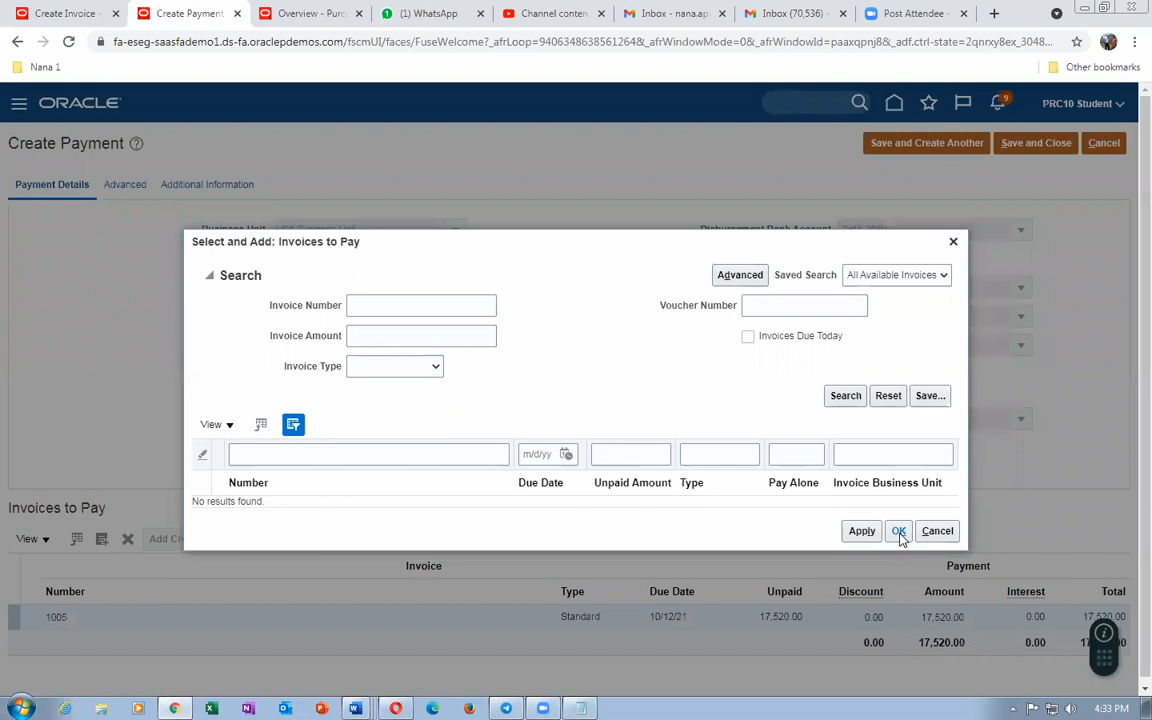 Create Invoice -
Create Payment
Overview - Purc
(1) WhatsApp
Channel conten
Inbox - nana.ap
Inbox (70,536) -
Post Attendee -
fa-eseg-saasfademo1.ds-fa.oraclepdemos.com/fscmUI/faces/FuseWelcome?_afrLoop=94063486385612648&_afrWindowMode=0&_afrWindowId=paaxqpnj8&_adf.ctrl-state=2qnrxy8ex_3048...
Nana 1
Other bookmarks
ORACLE
9
PRC10 Student
Create Payment
Save and Create Another
Save and Close
Cancel
Payment Details
Advanced
Additional Information
Select and Add: Invoices to Pay
Search
Advanced
Saved Search
All Available Invoices
Invoice Number
Voucher Number
Invoice Amount
Invoices Due Today
Invoice Type
Search
Reset
Save...
View
m/d/yy
Number
Due Date
Unpaid Amount
Type
Pay Alone
Invoice Business Unit
No results found.
Apply
OK
Cancel
Invoices to Pay
View
Invoice
Payment
Number
Type
Due Date
Unpaid
Discount
Amount
Interest
Total
1005
Standard
10/12/21
17,520.00
0.00
17,520.00
0.00
17,520.00
0.00
17,520.00
0.00
4:33 PM